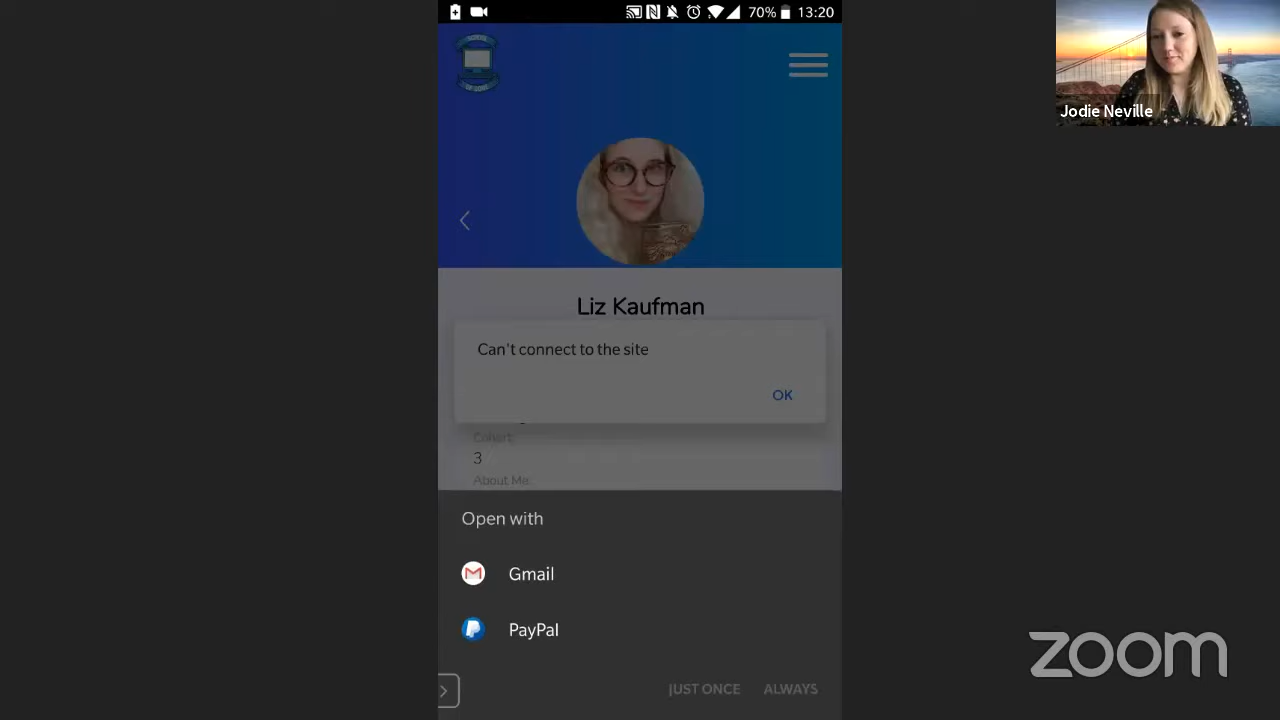 70% 13:20
Jodie Neville
Liz Kaufman
Can't connect to the site
OK
Cohort:
3
About Me:
Open with
Gmail
PayPal
JUST ONCE ALWAYS
zoom